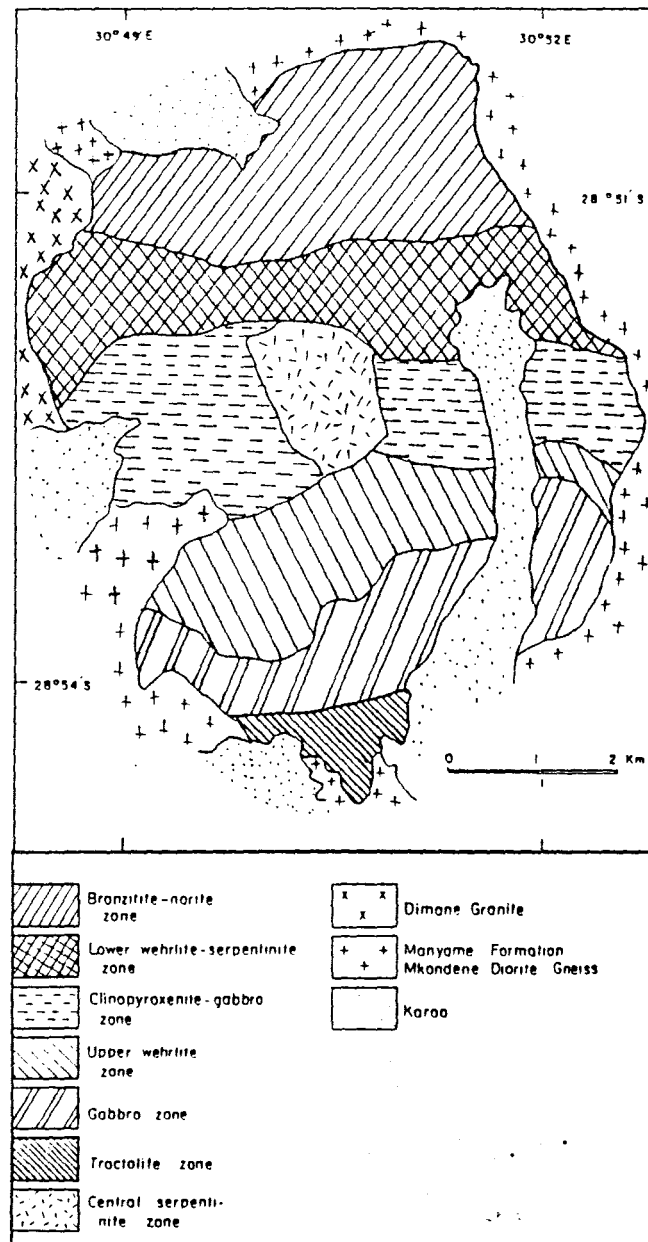 30°49'E
30°52E
28°51'S
28°54'S
0 1 2 Km
Bronzitite-norite
zone
Lower wehrlite-serpentinite
zone
Clinopyroxenite-gabbro
zone
Upper wehrlite
zone
Gabbro zone
Troctolite zone
Central serpenti-
nite zone
Dimane Granite
Manyame Formation
Mkondene Diorite Gneiss
Karoo